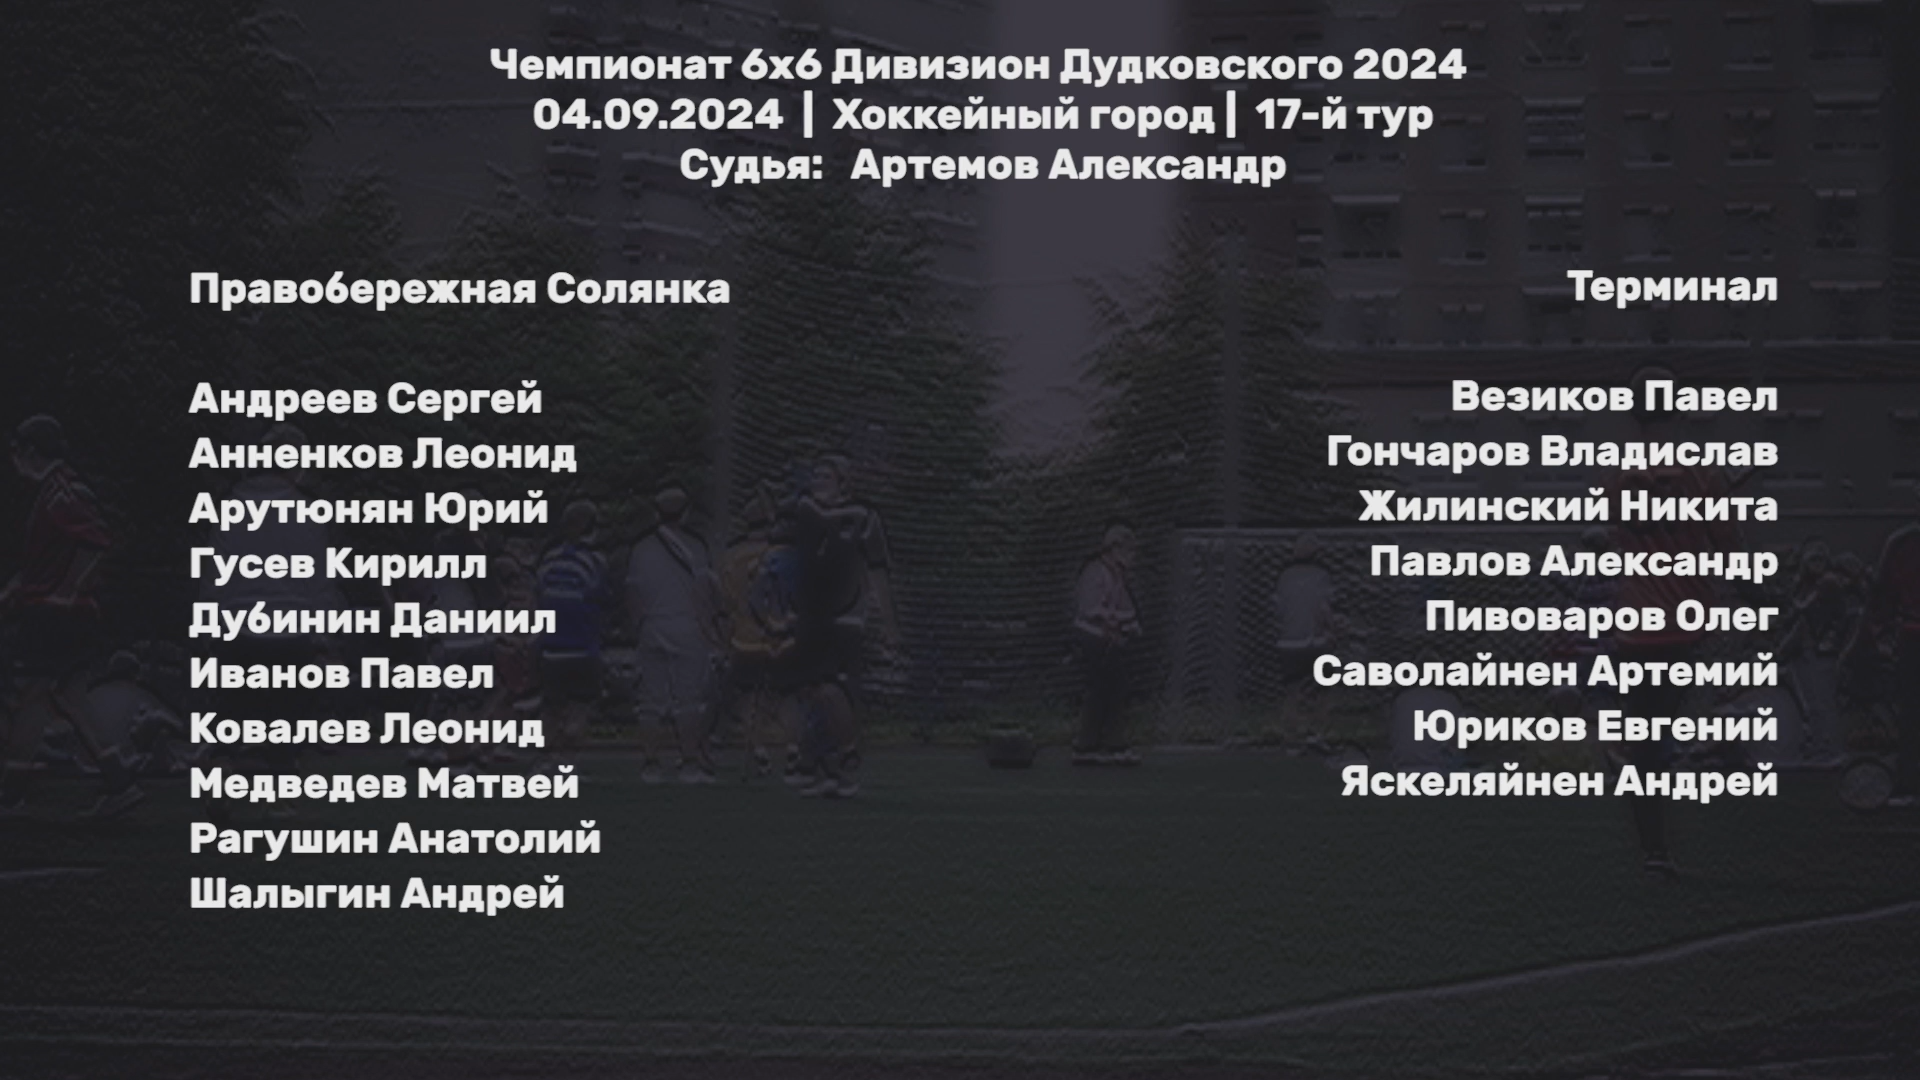 Чемпионат 6х6 Дивизион Дудковского 2024
04.09.2024 | Хоккейный город | 17-й тур
Судья: Артемов Александр
Правобережная Солянка
Андреев Сергей
Анненков Леонид
Арутюнян Юрий
Гусев Кирилл
Дубинин Даниил
Иванов Павел
Ковалев Леонид
Медведев Матвей
Рагушин Анатолий
Шалыгин Андрей
Терминал
Везиков Павел
Гончаров Владислав
Жилинский Никита
Павлов Александр
Пивоваров Олег
Саволайнен Артемий
Юриков Евгений
Яскеляйнен Андрей